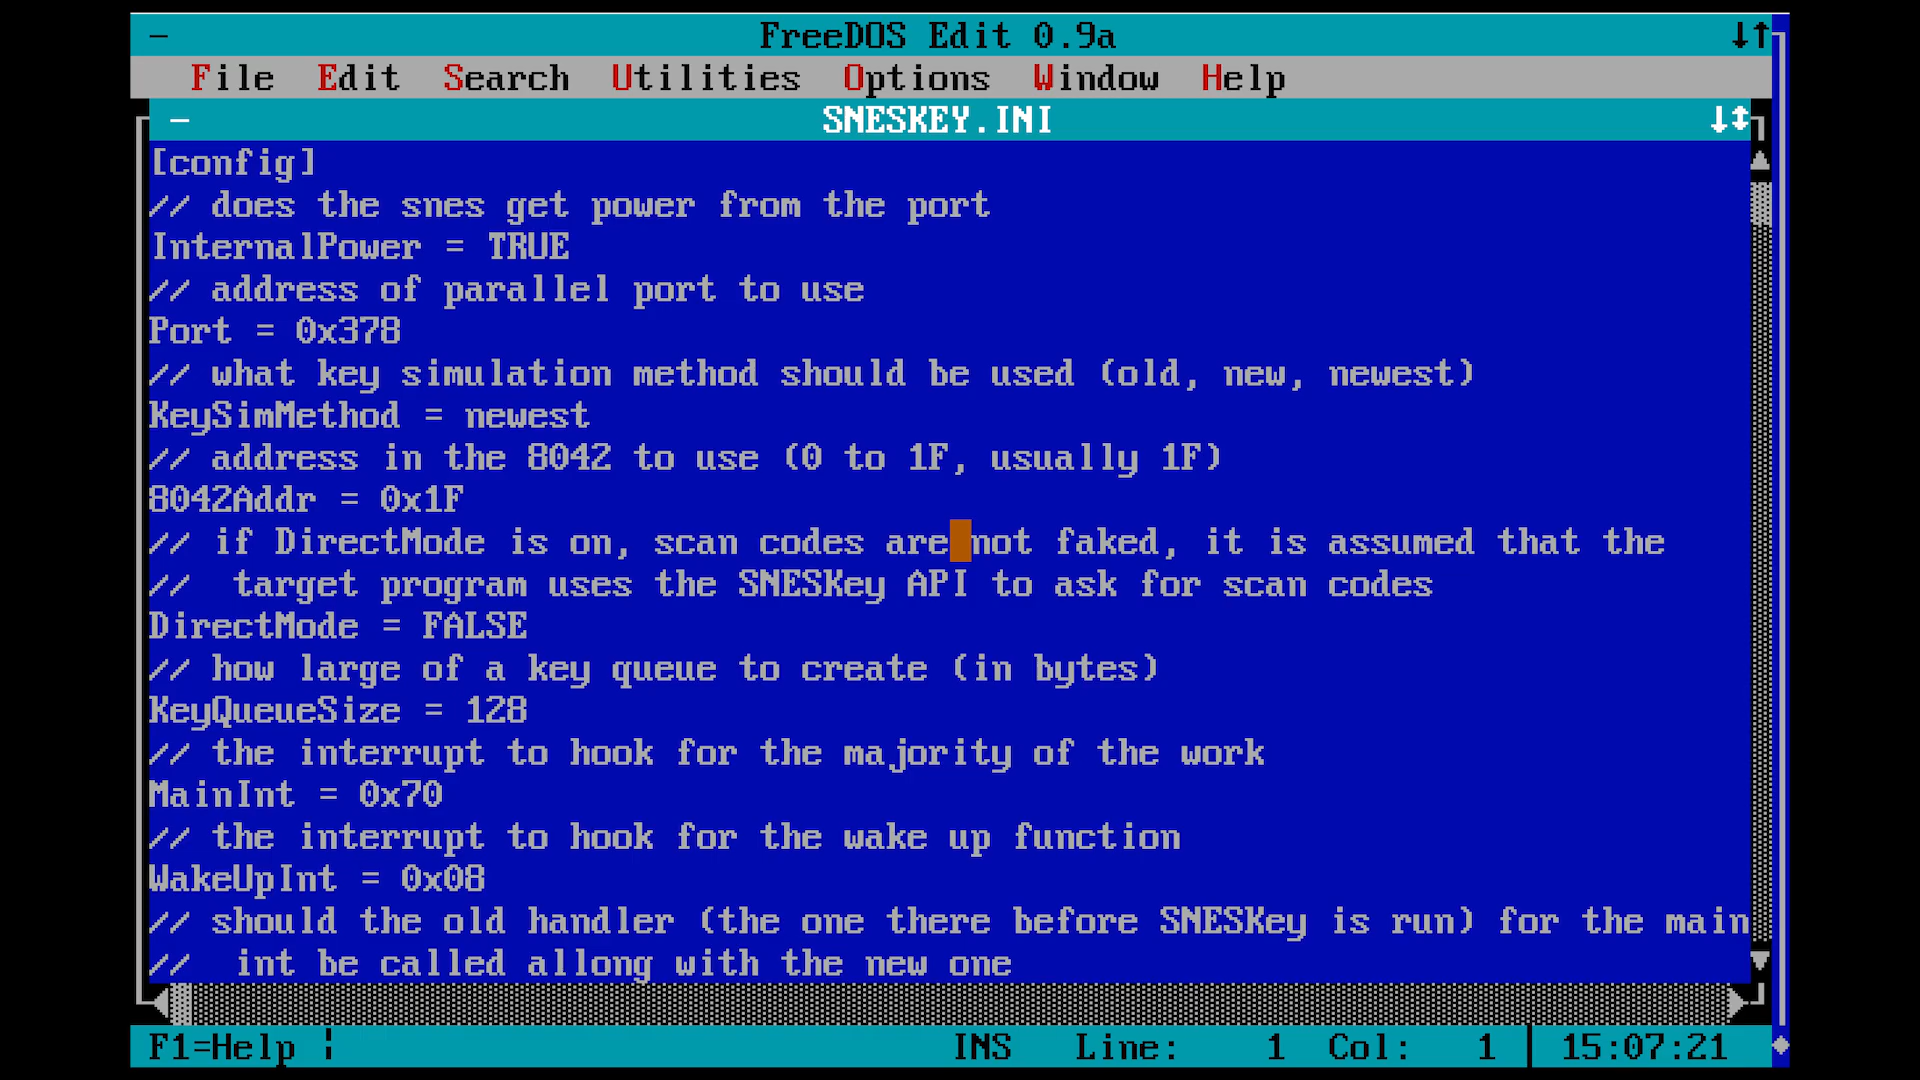 FreeDOS Edit 0.9a
File Edit Search Utilities Options Window Help
SNESKEY.INI
[config]
// does the snes get power from the port
InternalPower = TRUE
// address of parallel port to use
Port = 0x378
// what key simulation method should be used (old, new, newest)
KeySimMethod = newest
// address in the 8042 to use (0 to 1F, usually 1F)
8042Addr = 0x1F
// if DirectMode is on, scan codes are not faked, it is assumed that the
//  target program uses the SNESKey API to ask for scan codes
DirectMode = FALSE
// how large of a key queue to create (in bytes)
KeyQueueSize = 128
// the interrupt to hook for the majority of the work
MainInt = 0x70
// the interrupt to hook for the wake up function
WakeUpInt = 0x08
// should the old handler (the one there before SNESKey is run) for the main
//  int be called allong with the new one
F1=Help INS Line: 1 Col: 1 15:07:21